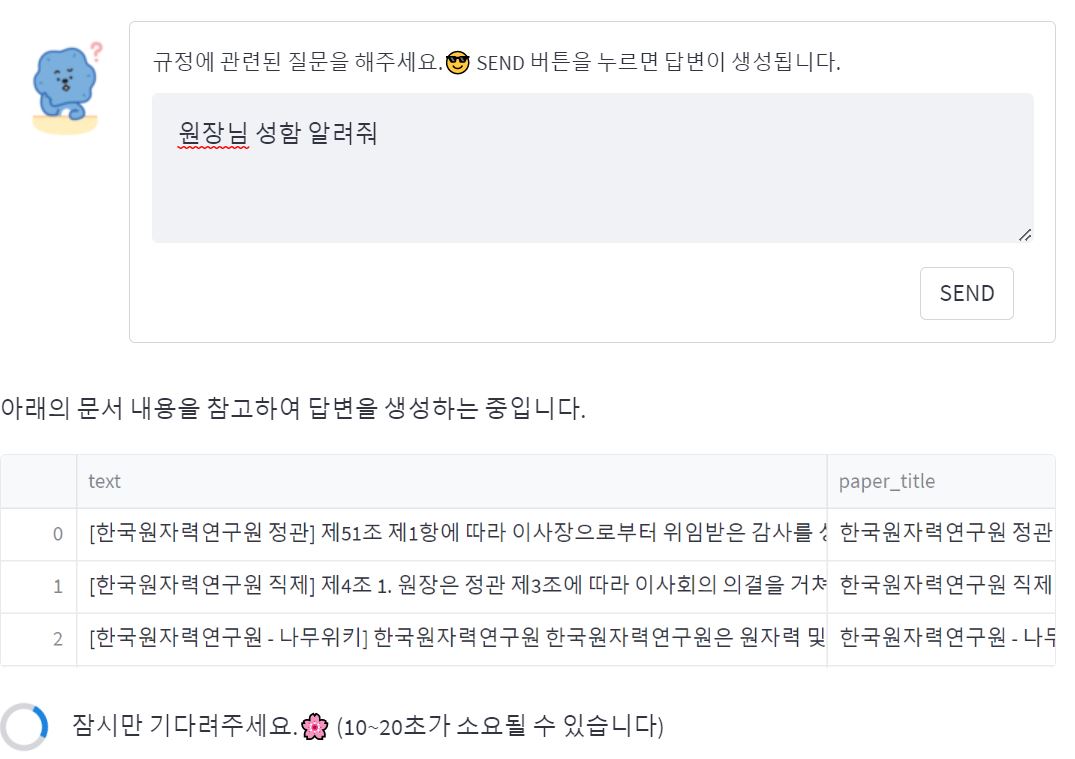 규정에 관련된 질문을 해주세요.😎 SEND 버튼을 누르면 답변이 생성됩니다.
원장님 성함 알려줘
SEND
아래의 문서 내용을 참고하여 답변을 생성하는 중입니다.
text paper_title
0 [한국원자력연구원 정관] 제51조 제1항에 따라 이사장으로부터 위임받은 감사를 한국원자력연구원 정관
1 [한국원자력연구원 직제] 제4조 1. 원장은 정관 제3조에 따라 이사회의 의결을 거쳐 한국원자력연구원 직제
2 [한국원자력연구원 - 나무위키] 한국원자력연구원 한국원자력연구원은 원자력 및 한국원자력연구원 - 나무
잠시만 기다려주세요.🌸 (10~20초가 소요될 수 있습니다)